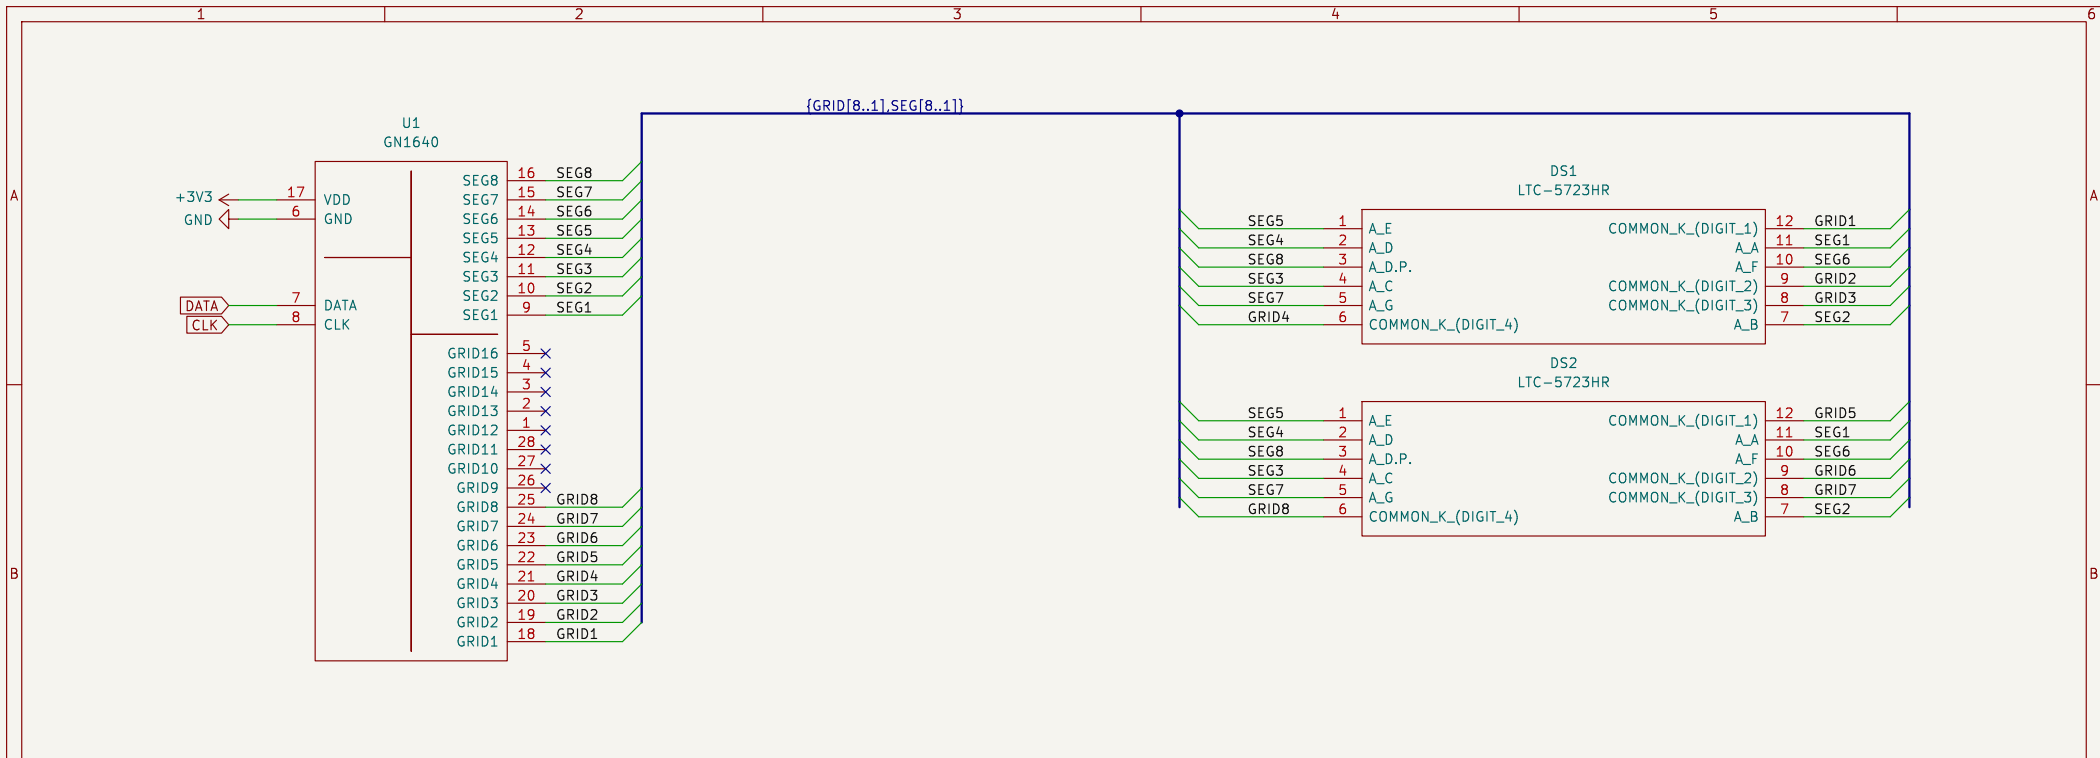 1 2 3 4 5 6
{GRID[8..1],SEG[8..1]}
U1
GN1640
+3V3 17 VDD
GND 6 GND
DATA 7 DATA
CLK 8 CLK
SEG8 16 SEG8
SEG7 15 SEG7
SEG6 14 SEG6
SEG5 13 SEG5
SEG4 12 SEG4
SEG3 11 SEG3
SEG2 10 SEG2
SEG1 9 SEG1
GRID16 5
GRID15 4
GRID14 3
GRID13 2
GRID12 1
GRID11 28
GRID10 27
GRID9 26
GRID8 25 GRID8
GRID7 24 GRID7
GRID6 23 GRID6
GRID5 22 GRID5
GRID4 21 GRID4
GRID3 20 GRID3
GRID2 19 GRID2
GRID1 18 GRID1
DS1
LTC-5723HR
SEG5 1 A_E COMMON_K_(DIGIT_1) 12 GRID1
SEG4 2 A_D A_A 11 SEG1
SEG8 3 A_D.P. A_F 10 SEG6
SEG3 4 A_C COMMON_K_(DIGIT_2) 9 GRID2
SEG7 5 A_G COMMON_K_(DIGIT_3) 8 GRID3
GRID4 6 COMMON_K_(DIGIT_4) A_B 7 SEG2
DS2
LTC-5723HR
SEG5 1 A_E COMMON_K_(DIGIT_1) 12 GRID5
SEG4 2 A_D A_A 11 SEG1
SEG8 3 A_D.P. A_F 10 SEG6
SEG3 4 A_C COMMON_K_(DIGIT_2) 9 GRID6
SEG7 5 A_G COMMON_K_(DIGIT_3) 8 GRID7
GRID8 6 COMMON_K_(DIGIT_4) A_B 7 SEG2
A A
B B